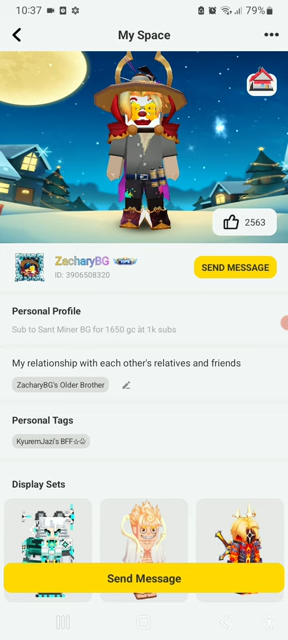 10:37
79%
My Space
2563
ZacharyBG
ID: 3906508320
SEND MESSAGE
Personal Profile
Sub to Sant Miner BG for 1650 gc àt 1k subs
My relationship with each other's relatives and friends
ZacharyBG's Older Brother
Personal Tags
KyuremJazi's BFF☆♤
Display Sets
Send Message